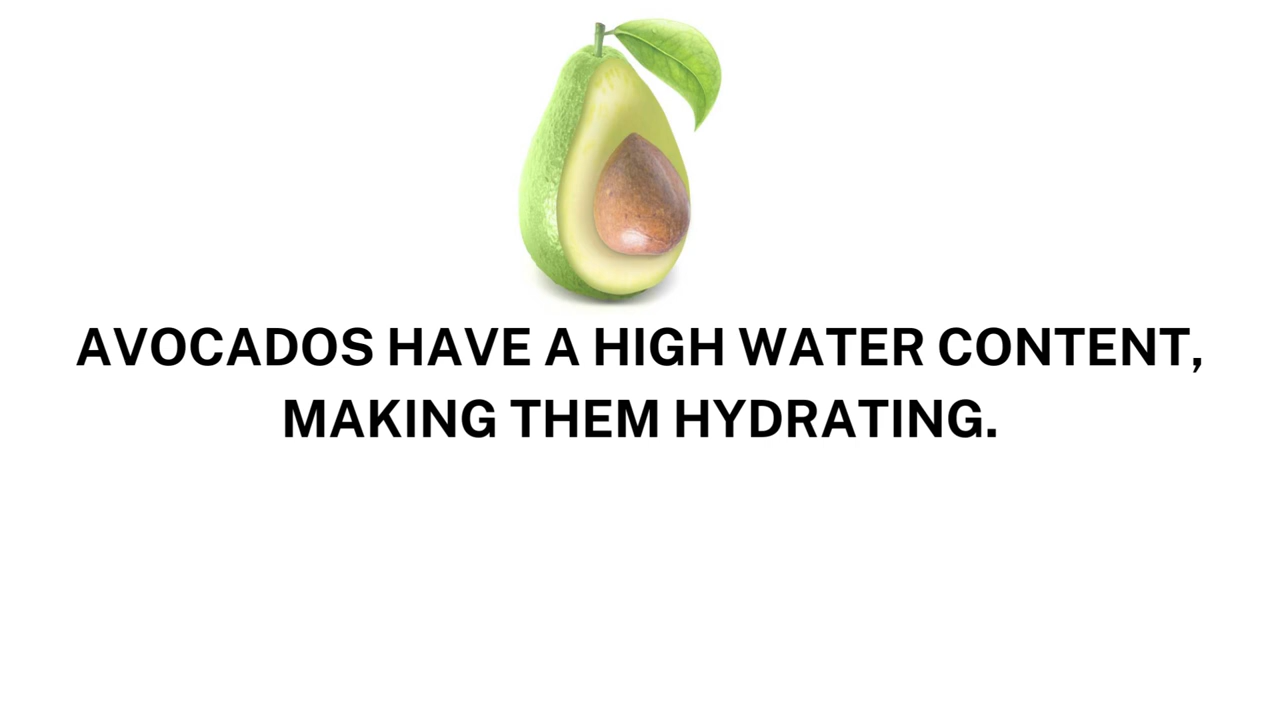 AVOCADOS HAVE A HIGH WATER CONTENT,
MAKING THEM HYDRATING.